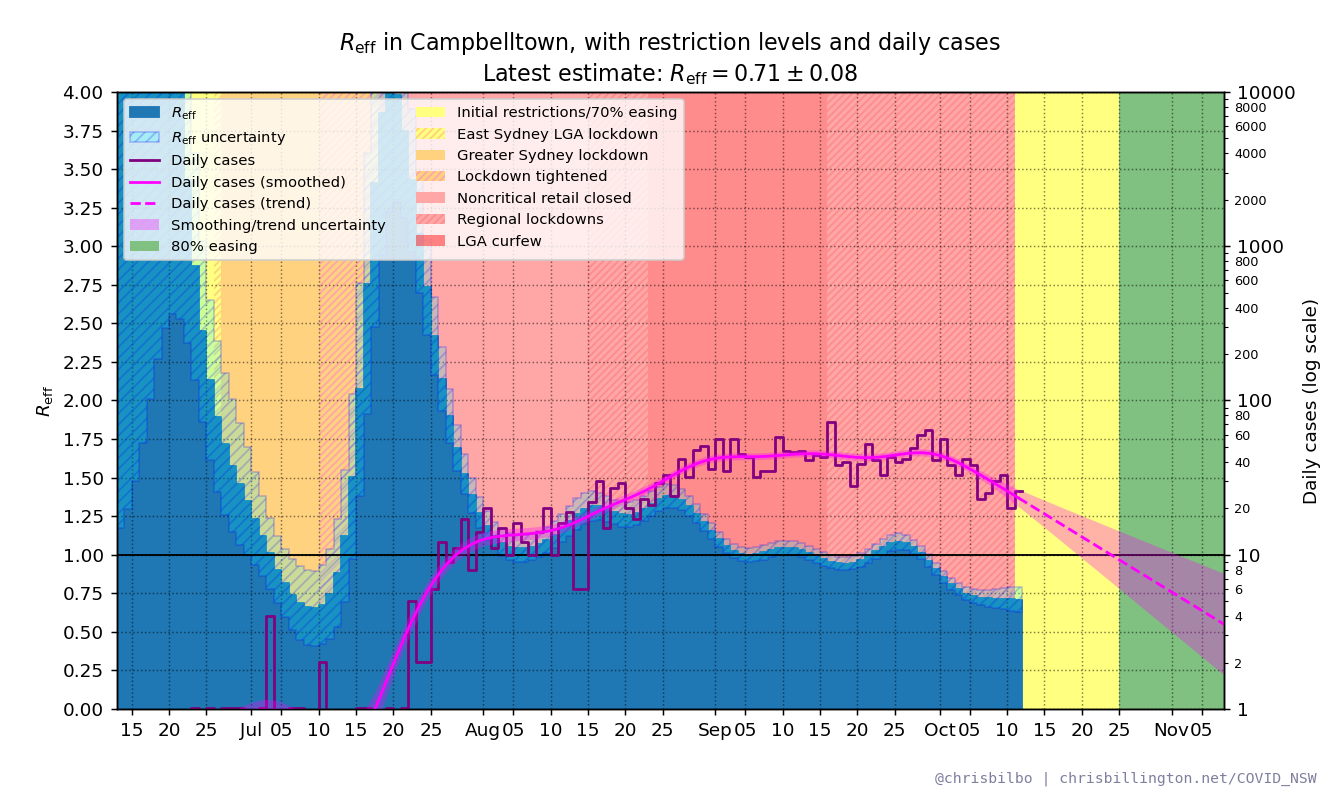 Reff in Campbelltown, with restriction levels and daily cases
Latest estimate: Reff = 0.71 ± 0.08
Reff
Reff uncertainty
Daily cases
Daily cases (smoothed)
Daily cases (trend)
Smoothing/trend uncertainty
80% easing
Initial restrictions/70% easing
East Sydney LGA lockdown
Greater Sydney lockdown
Lockdown tightened
Noncritical retail closed
Regional lockdowns
LGA curfew
Reff
4.00
3.75
3.50
3.25
3.00
2.75
2.50
2.25
2.00
1.75
1.50
1.25
1.00
0.75
0.50
0.25
0.00
10000
8000
6000
4000
2000
1000
800
600
400
200
100
80
60
40
20
10
8
6
4
2
1
Daily cases (log scale)
15 20 25 Jul 05 10 15 20 25 Aug 05 10 15 20 25 Sep 05 10 15 20 25 Oct 05 10 15 20 25 Nov 05
@chrisbilbo | chrisbillington.net/COVID_NSW